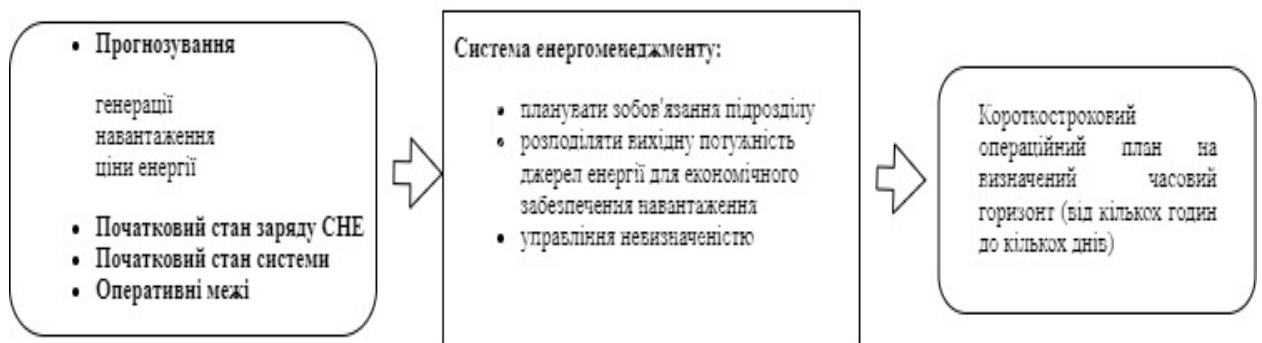 • Прогнозування
генерації
навантаження
ціни енергії
• Початковий стан заряду СНЕ
• Початковий стан системи
• Оперативні межі
Система енергоменеджменту:
• планувати зобов'язання підрозділу
• розподіляти вихідну потужність
джерел енергії для економічного
забезпечення навантаження
• управління невизначеністю
Короткостроковий
операційний план на
визначений часовий
горизонт (від кількох годин
до кількох днів)